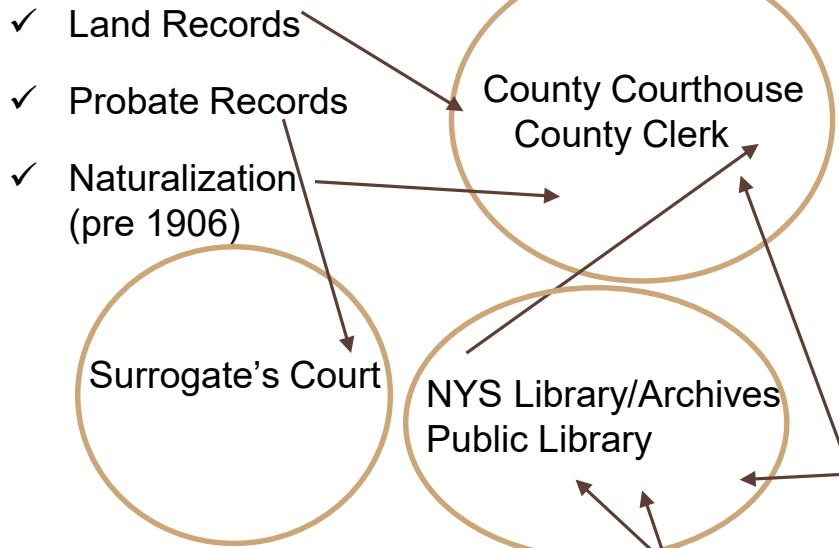 ✓ Land Records
✓ Probate Records
✓ Naturalization
(pre 1906)
County Courthouse
County Clerk
Surrogate’s Court
NYS Library/Archives
Public Library